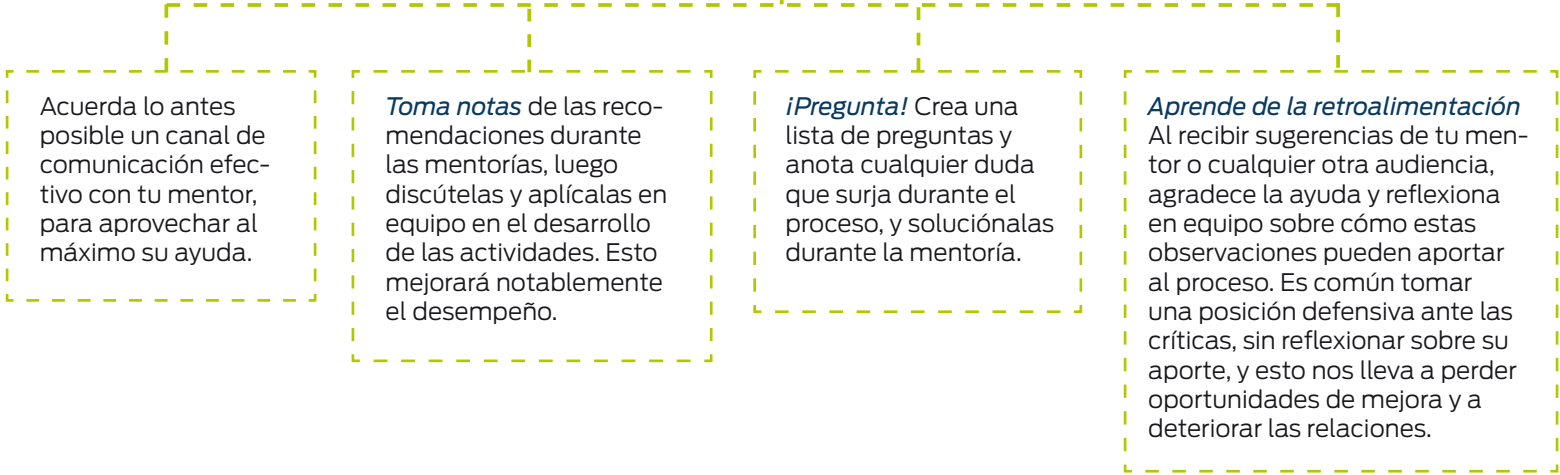 Acuerda lo antes
posible un canal de
comunicación efec-
tivo con tu mentor,
para aprovechar al
máximo su ayuda.
Toma notas de las reco-
mendaciones durante
las mentorías, luego
discútelas y aplícalas en
equipo en el desarrollo
de las actividades. Esto
mejorará notablemente
el desempeño.
¡Pregunta! Crea una
lista de preguntas y
anota cualquier duda
que surja durante el
proceso, y soluciónalas
durante la mentoría.
Aprende de la retroalimentación
Al recibir sugerencias de tu men-
tor o cualquier otra audiencia,
agradece la ayuda y reflexiona
en equipo sobre cómo estas
observaciones pueden aportar
al proceso. Es común tomar
una posición defensiva ante las
críticas, sin reflexionar sobre su
aporte, y esto nos lleva a perder
oportunidades de mejora y a
deteriorar las relaciones.